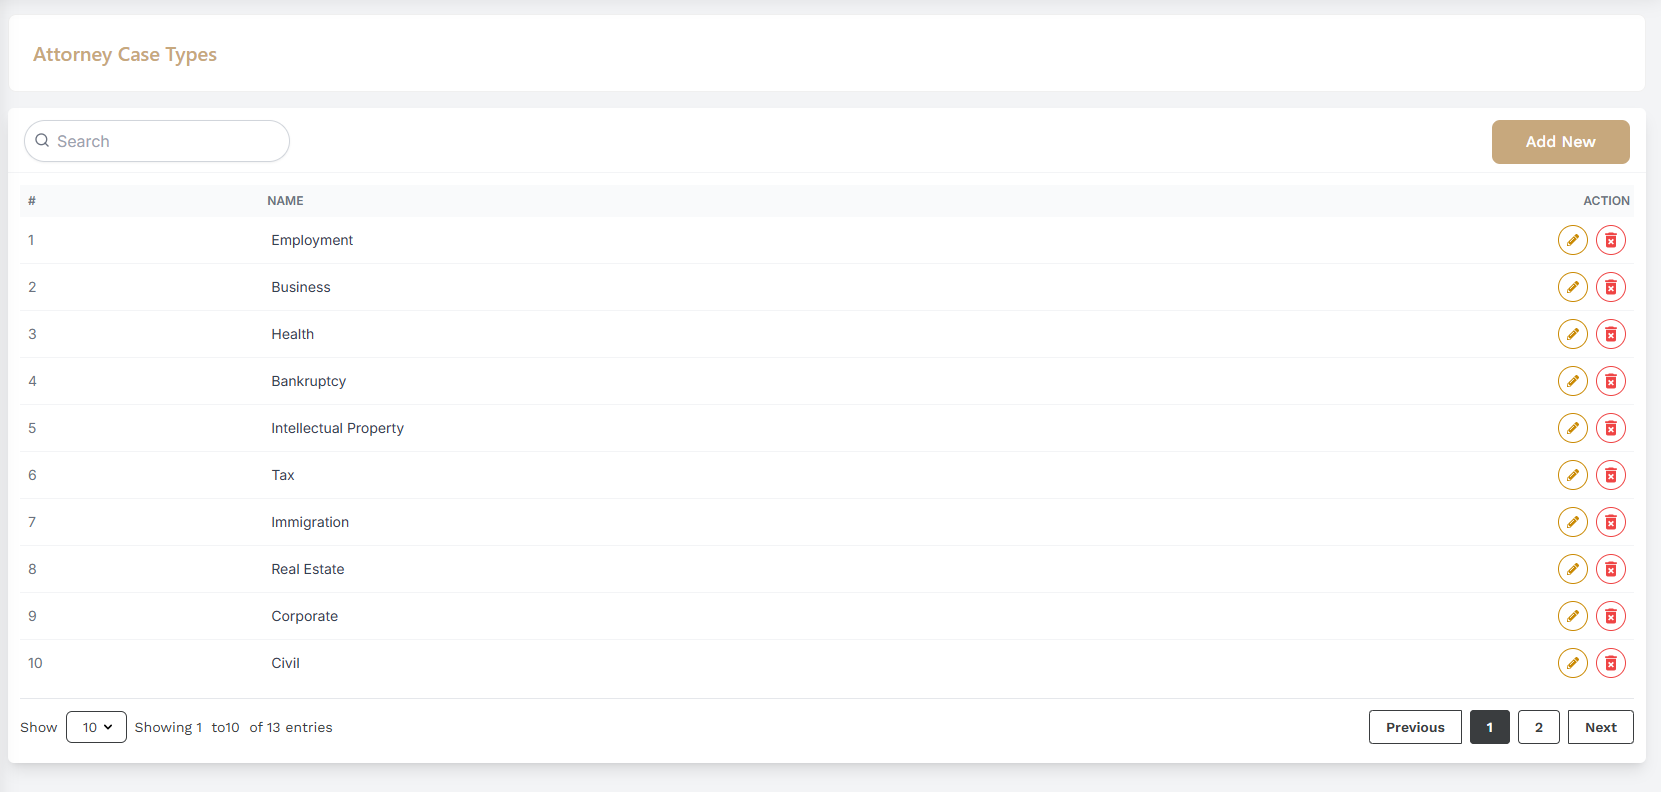 Attorney Case Types
Search
Add New
# NAME ACTION
1 Employment
2 Business
3 Health
4 Bankruptcy
5 Intellectual Property
6 Tax
7 Immigration
8 Real Estate
9 Corporate
10 Civil
Show 10 Showing 1 to10 of 13 entries Previous 1 2 Next